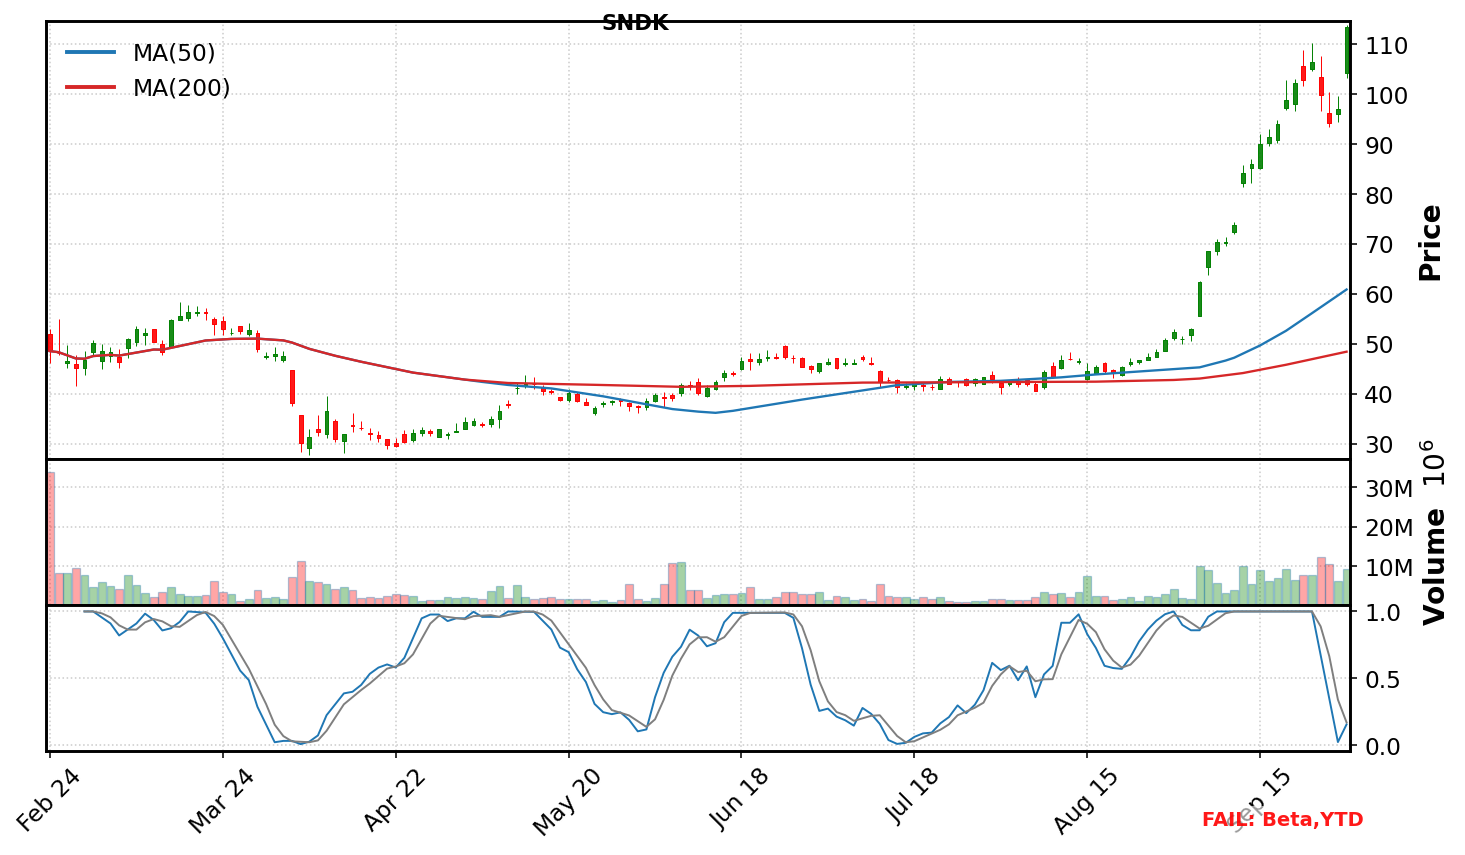 SNDK
MA(50)
MA(200)
110
100
90
80
70
60
50
40
30
Price
30M
20M
10M
Volume 10^6
1.0
0.5
0.0
Feb 24
Mar 24
Apr 22
May 20
Jun 18
Jul 18
Aug 15
Sep 15
FAIL: Beta,YTD